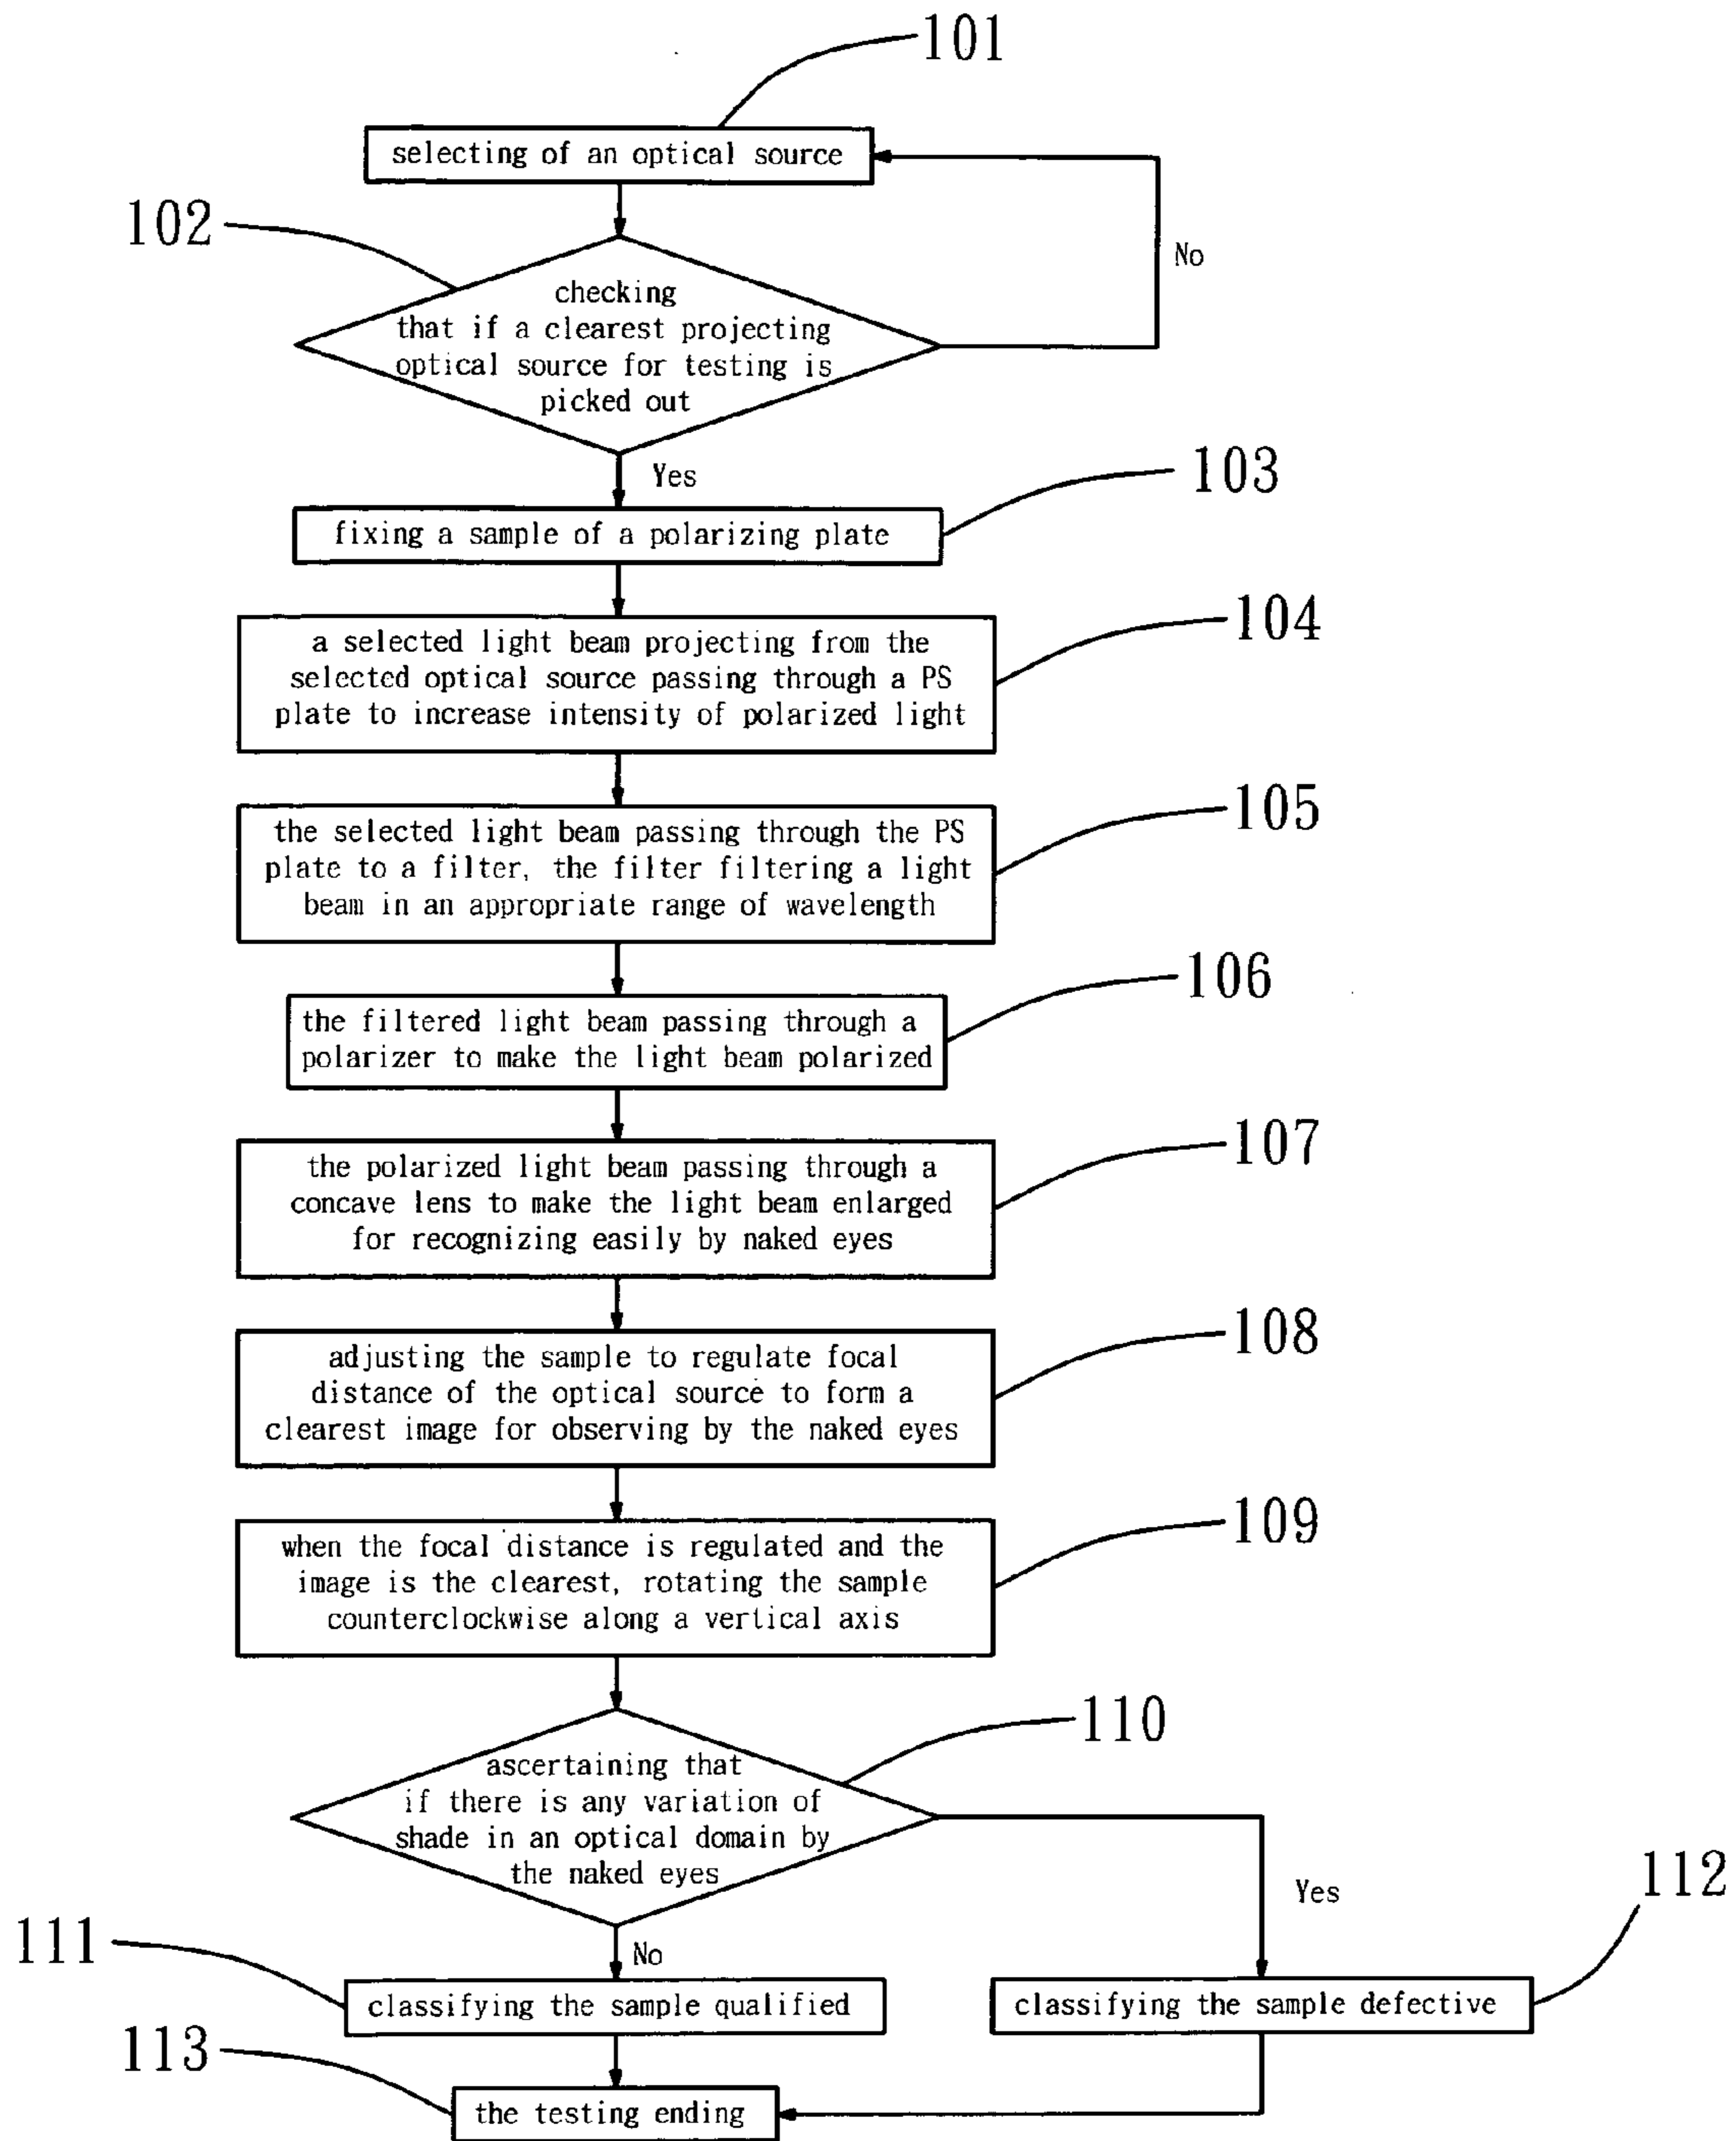 101
selecting of an optical source
102
No
checking
that if a clearest projecting
optical source for testing is
picked out
Yes
103
fixing a sample of a polarizing plate
104
a selected light beam projecting from the
selected optical source passing through a PS
plate to increase intensity of polarized light
105
the selected light beam passing through the PS
plate to a filter, the filter filtering a light
beam in an appropriate range of wavelength
106
the filtered light beam passing through a
polarizer to make the light beam polarized
107
the polarized light beam passing through a
concave lens to make the light beam enlarged
for recognizing easily by naked eyes
108
adjusting the sample to regulate focal
distance of the optical source to form a
clearest image for observing by the naked eyes
109
when the focal distance is regulated and the
image is the clearest, rotating the sample
counterclockwise along a vertical axis
110
ascertaining that
if there is any variation of
shade in an optical domain by
the naked eyes
Yes
112
111
No
classifying the sample qualified
classifying the sample defective
113
the testing ending